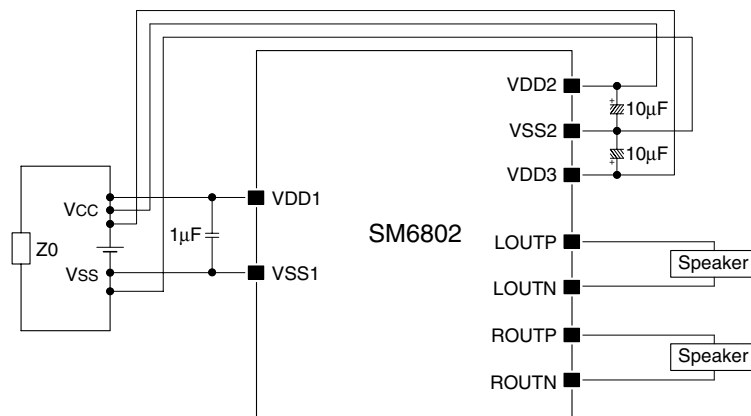 VDD2
10μF
VSS2
10μF
VDD3
VCC
VDD1
1μF
SM6802
Z0
LOUTP
Speaker
VSS
VSS1
LOUTN
ROUTP
Speaker
ROUTN
+
+